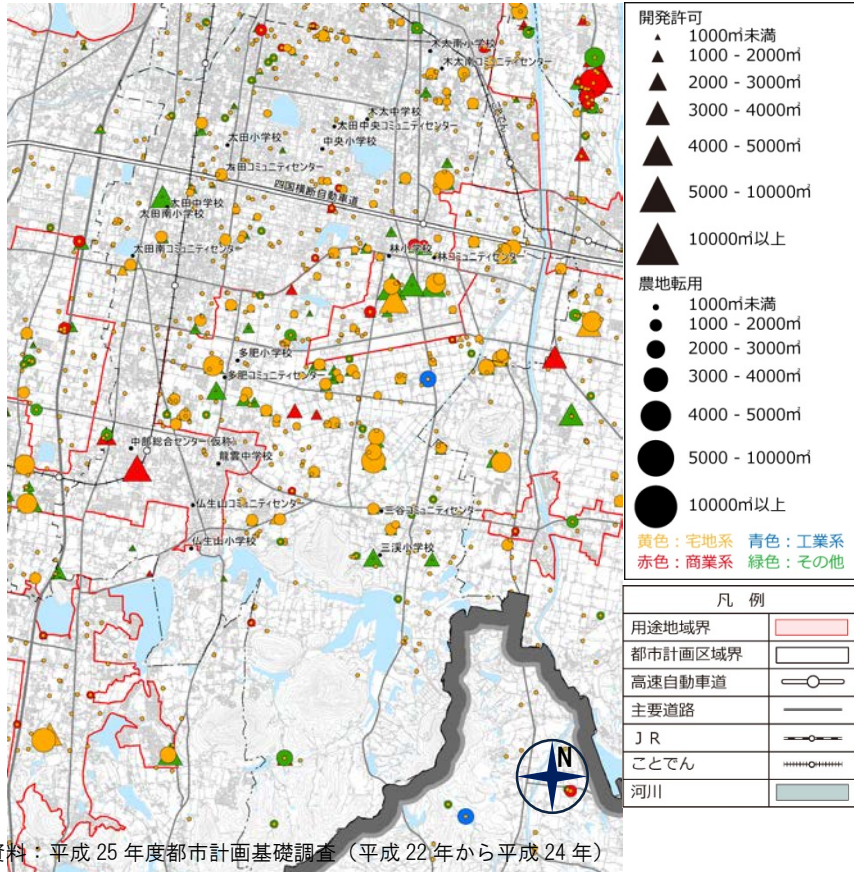 木太南小学校
木太南コミュニティセンター
木太中学校
太田中央コミュニティセンター
太田小学校
中央小学校
太田コミュニティセンター
四国横断自動車道
太田中学校
太田南小学校
太田南コミュニティセンター
林小学校
林コミュニティセンター
多肥小学校
多肥コミュニティセンター
中部総合センター(仮称)
龍雲中学校
仏生山コミュニティセンター
三谷コミュニティセンター
仏生山小学校
三渓小学校
N
資料：平成 25 年度都市計画基礎調査（平成 22 年から平成 24 年）
開発許可
1000㎡未満
1000 - 2000㎡
2000 - 3000㎡
3000 - 4000㎡
4000 - 5000㎡
5000 - 10000㎡
10000㎡以上
農地転用
1000㎡未満
1000 - 2000㎡
2000 - 3000㎡
3000 - 4000㎡
4000 - 5000㎡
5000 - 10000㎡
10000㎡以上
黄色：宅地系 青色：工業系
赤色：商業系 緑色：その他
凡 例
用途地域界
都市計画区域界
高速自動車道
主要道路
ＪＲ
ことでん
河川